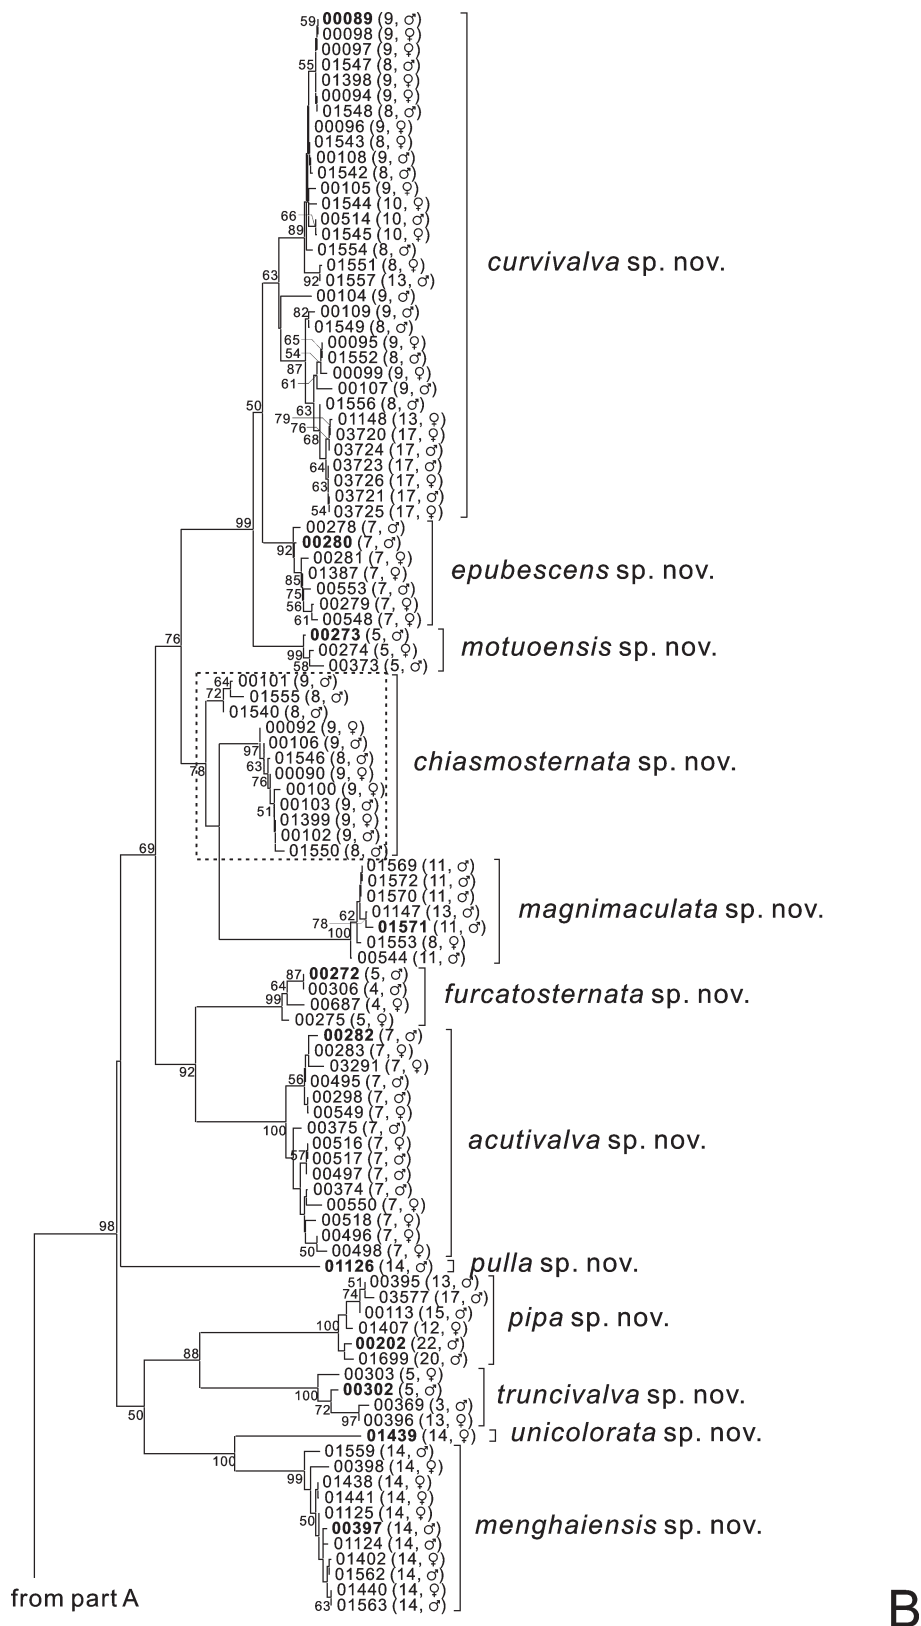 59 00089 (9, ♂)
00098 (9, ♀)
00097 (9, ♀)
55 01547 (8, ♂)
01398 (9, ♀)
00094 (9, ♀)
01548 (8, ♂)
00096 (9, ♀)
01543 (8, ♀)
00108 (9, ♂)
01542 (8, ♂)
00105 (9, ♀)
01544 (10, ♀)
66 00514 (10, ♂)
89 01545 (10, ♀)
01554 (8, ♂)
01551 (8, ♀)
curvivalva sp. nov.
63 92 01557 (13, ♂)
00104 (9, ♂)
82 00109 (9, ♂)
01549 (8, ♂)
65 00095 (9, ♀)
54 01552 (8, ♂)
87 00099 (9, ♀)
61 00107 (9, ♂)
50 63 01556 (8, ♂)
79 01148 (13, ♀)
76 03720 (17, ♀)
68 03724 (17, ♂)
64 03723 (17, ♂)
63 03726 (17, ♀)
03721 (17, ♂)
54 03725 (17, ♀)
99 00278 (7, ♂)
92 00280 (7, ♂)
00281 (7, ♀)
85 01387 (7, ♀)
epubescens sp. nov.
75 00553 (7, ♂)
56 00279 (7, ♀)
61 00548 (7, ♀)
76 00273 (5, ♂)
99 00274 (5, ♀)
motuoensis sp. nov.
58 00373 (5, ♂)
64 00101 (9, ♂)
72 01555 (8, ♂)
01540 (8, ♂)
00092 (9, ♀)
97 00106 (9, ♂)
63 01546 (8, ♂)
chiasmosternata sp. nov.
78 76 00090 (9, ♀)
00100 (9, ♀)
51 00103 (9, ♂)
01399 (9, ♀)
00102 (9, ♂)
69 01550 (8, ♂)
01569 (11, ♂)
01572 (11, ♂)
01570 (11, ♂)
62 01147 (13, ♂)
magnimaculata sp. nov.
78 01571 (11, ♂)
100 01553 (8, ♀)
00544 (11, ♂)
87 00272 (5, ♂)
64 00306 (4, ♂)
furcatosternata sp. nov.
99 00687 (4, ♀)
00275 (5, ♀)
00282 (7, ♂)
00283 (7, ♀)
92 03291 (7, ♀)
56 00495 (7, ♂)
00298 (7, ♂)
00549 (7, ♀)
100 00375 (7, ♂)
00516 (7, ♀)
acutivalva sp. nov.
57 00517 (7, ♂)
00497 (7, ♂)
00374 (7, ♂)
00550 (7, ♀)
98 00518 (7, ♀)
00496 (7, ♀)
50 00498 (7, ♀)
01126 (14, ♂)
pulla sp. nov.
51 00395 (13, ♂)
74 03577 (17, ♂)
00113 (15, ♂)
pipa sp. nov.
100 01407 (12, ♀)
00202 (22, ♂)
88 01699 (20, ♂)
00303 (5, ♀)
100 00302 (5, ♂)
truncivalva sp. nov.
72 00369 (3, ♂)
50 97 00396 (13, ♀)
01439 (14, ♀)
unicolorata sp. nov.
100 01559 (14, ♂)
00398 (14, ♀)
99 01438 (14, ♀)
01441 (14, ♀)
01125 (14, ♀)
50 00397 (14, ♂)
menghaiensis sp. nov.
01124 (14, ♂)
01402 (14, ♀)
01562 (14, ♂)
01440 (14, ♀)
63 01563 (14, ♂)
from part A
B